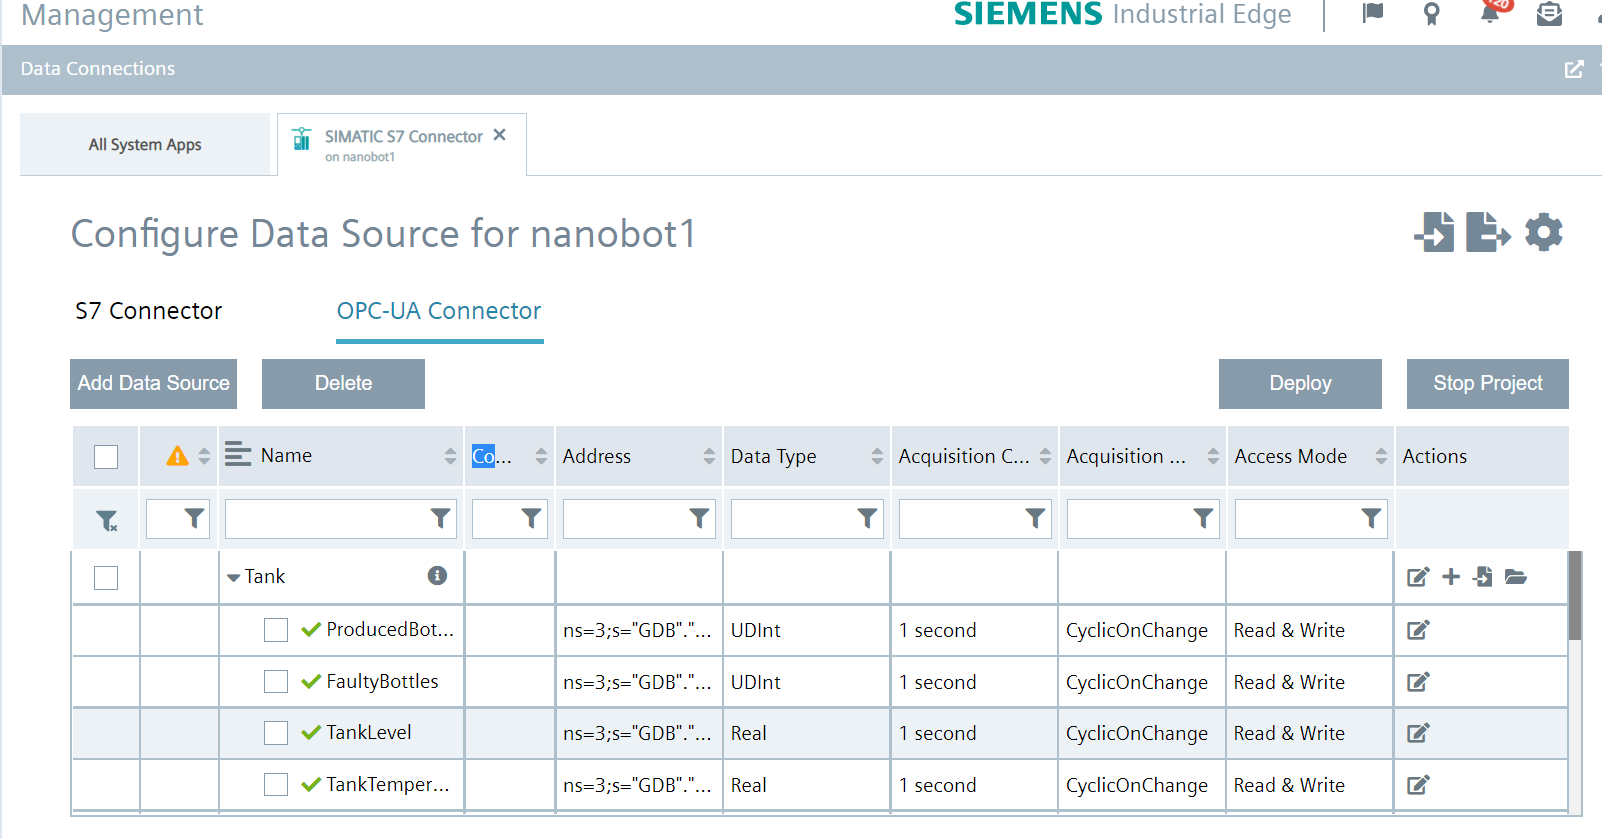 Management
SIEMENS Industrial Edge
Data Connections
All System Apps
SIMATIC S7 Connector
on nanobot1
Configure Data Source for nanobot1
S7 Connector OPC-UA Connector
Add Data Source Delete Deploy Stop Project
Name Co... Address Data Type Acquisition C... Acquisition ... Access Mode Actions
Tank
ProducedBot... ns=3;s="GDB"."... UDInt 1 second CyclicOnChange Read & Write
FaultyBottles ns=3;s="GDB"."... UDInt 1 second CyclicOnChange Read & Write
TankLevel ns=3;s="GDB"."... Real 1 second CyclicOnChange Read & Write
TankTemper... ns=3;s="GDB"."... Real 1 second CyclicOnChange Read & Write